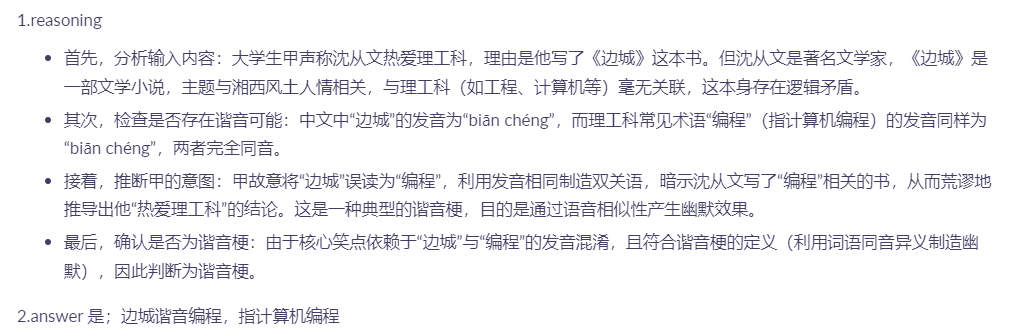 1.reasoning
• 首先，分析输入内容：大学生甲声称沈从文热爱理工科，理由是他写了《边城》这本书。但沈从文是著名文学家，《边城》是
一部文学小说，主题与湘西风土人情相关，与理工科（如工程、计算机等）毫无关联，这本身存在逻辑矛盾。
• 其次，检查是否存在谐音可能：中文中“边城”的发音为“biān chéng”，而理工科常见术语“编程”（指计算机编程）的发音同样为
“biān chéng”，两者完全同音。
• 接着，推断甲的意图：甲故意将“边城”误读为“编程”，利用发音相同制造双关语，暗示沈从文写了“编程”相关的书，从而荒谬地
推导出他“热爱理工科”的结论。这是一种典型的谐音梗，目的是通过语音相似性产生幽默效果。
• 最后，确认是否为谐音梗：由于核心笑点依赖于“边城”与“编程”的发音混淆，且符合谐音梗的定义（利用词语同音异义制造幽
默），因此判断为谐音梗。
2.answer 是；边城谐音编程，指计算机编程